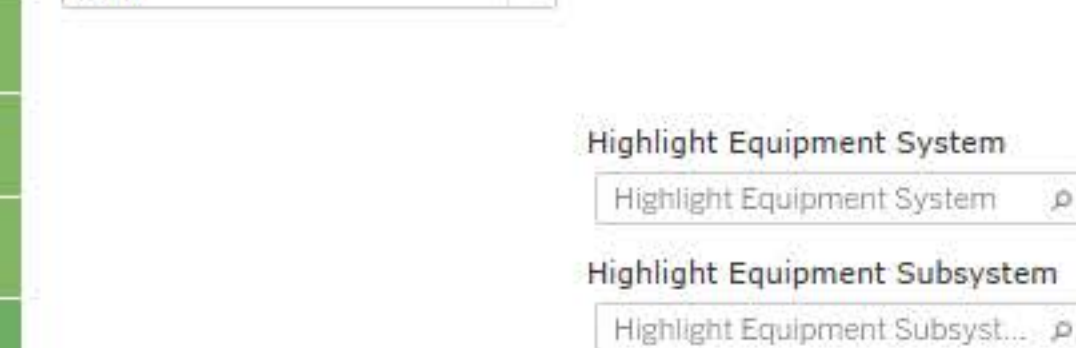 Highlight Equipment System
Highlight Equipment System
Highlight Equipment Subsystem
Highlight Equipment Subsyst...